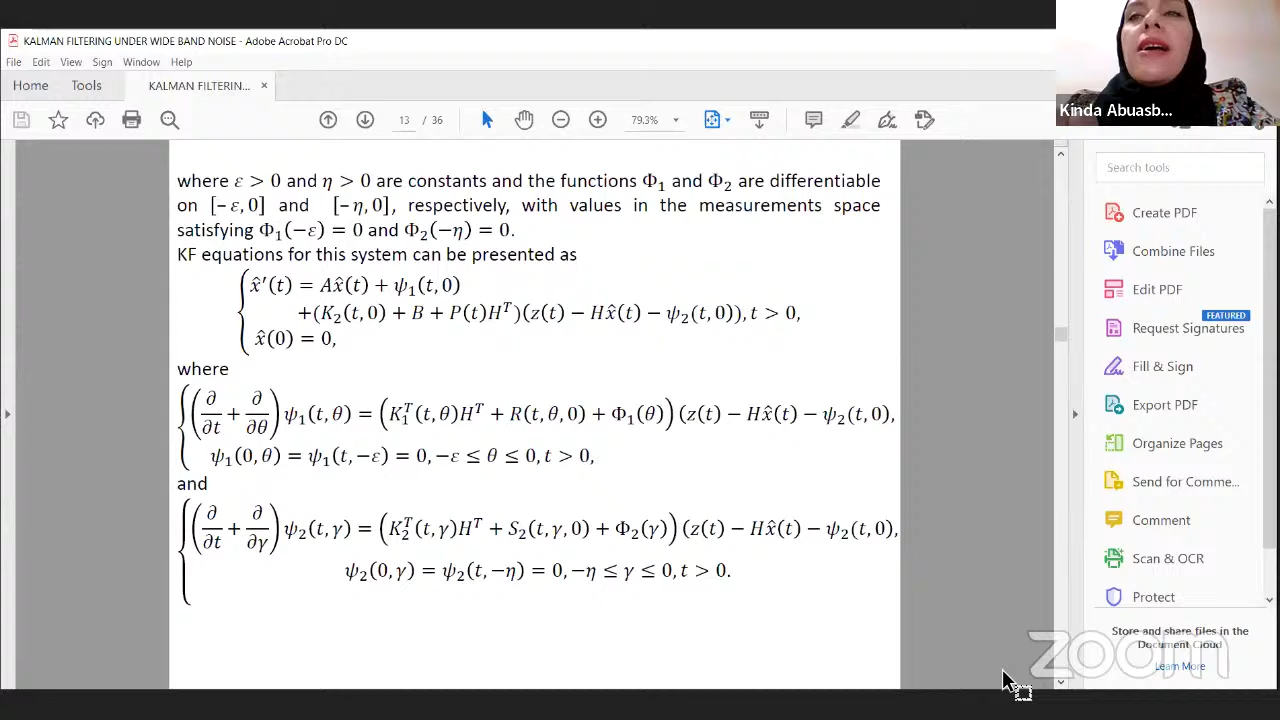 KALMAN FILTERING UNDER WIDE BAND NOISE - Adobe Acrobat Pro DC
File Edit View Sign Window Help
Home Tools KALMAN FILTERIN... ×
13 / 36 79.3%
Kinda Abuasb...
where ε > 0 and η > 0 are constants and the functions Φ₁ and Φ₂ are differentiable
on [−ε, 0] and [−η, 0], respectively, with values in the measurements space
satisfying Φ₁(−ε) = 0 and Φ₂(−η) = 0.
KF equations for this system can be presented as
x̂′(t) = Ax̂(t) + ψ₁(t, 0)
+(K₂(t, 0) + B + P(t)Hᵀ)(z(t) − Hx̂(t) − ψ₂(t, 0)), t > 0,
x̂(0) = 0,
where
(∂/∂t + ∂/∂θ) ψ₁(t, θ) = (K₁ᵀ(t, θ)Hᵀ + R(t, θ, 0) + Φ₁(θ)) (z(t) − Hx̂(t) − ψ₂(t, 0),
ψ₁(0, θ) = ψ₁(t, −ε) = 0, −ε ≤ θ ≤ 0, t > 0,
and
(∂/∂t + ∂/∂γ) ψ₂(t, γ) = (K₂ᵀ(t, γ)Hᵀ + S₂(t, γ, 0) + Φ₂(γ)) (z(t) − Hx̂(t) − ψ₂(t, 0),
ψ₂(0, γ) = ψ₂(t, −η) = 0, −η ≤ γ ≤ 0, t > 0.
Search tools
Create PDF
Combine Files
Edit PDF
FEATURED
Request Signatures
Fill & Sign
Export PDF
Organize Pages
Send for Comme...
Comment
Scan & OCR
Protect
Store and share files in the
Document Cloud
Learn More
zoom